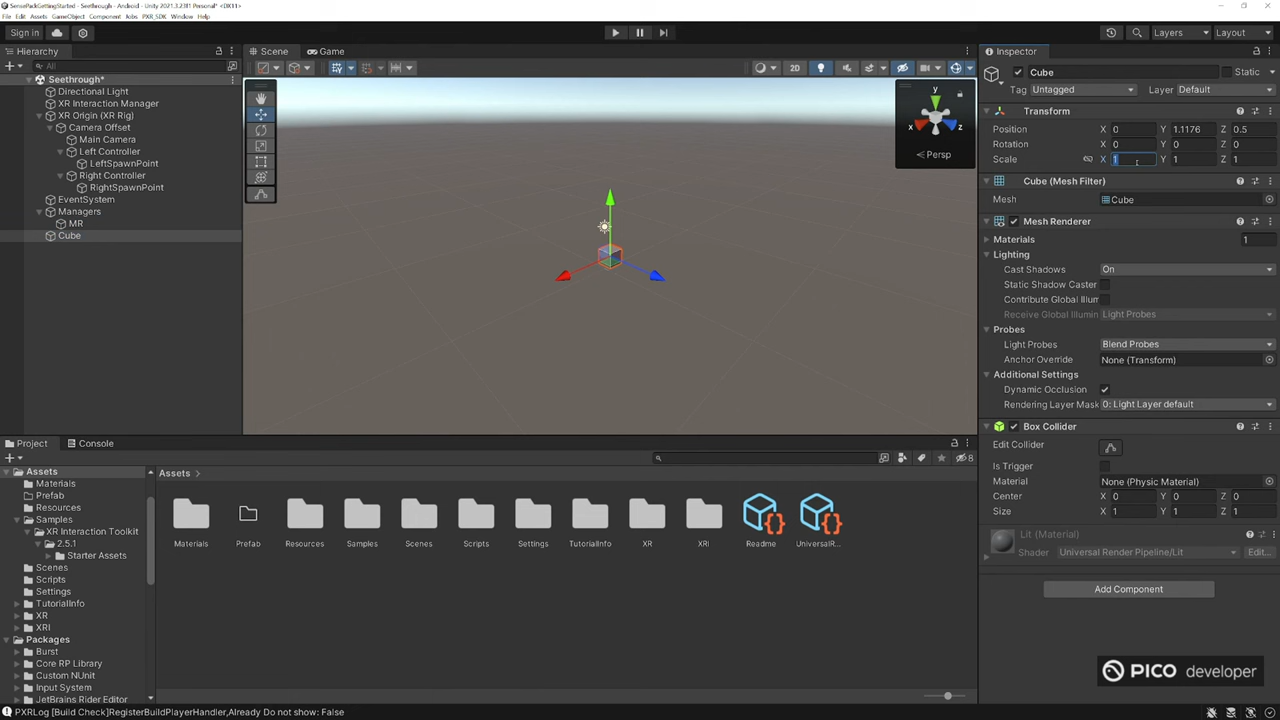 SensePackGettingStarted - Seethrough - Android - Unity 2021.3.23f1 Personal* <DX11>
File Edit Assets GameObject Component Jobs PXR_SDK Window Help
Sign in
Layers
Layout
Hierarchy
All
Seethrough*
Directional Light
XR Interaction Manager
XR Origin (XR Rig)
Camera Offset
Main Camera
Left Controller
LeftSpawnPoint
Right Controller
RightSpawnPoint
EventSystem
Managers
MR
Cube
Scene
Game
2D
y
x
z
Persp
Inspector
Cube
Static
Tag Untagged Layer Default
Transform
Position X 0 Y 1.1176 Z 0.5
Rotation X 0 Y 0 Z 0
Scale X 1 Y 1 Z 1
Cube (Mesh Filter)
Mesh Cube
Mesh Renderer
Materials 1
Lighting
Cast Shadows On
Static Shadow Caster
Contribute Global Illum
Receive Global Illumin Light Probes
Probes
Light Probes Blend Probes
Anchor Override None (Transform)
Additional Settings
Dynamic Occlusion
Rendering Layer Mask 0: Light Layer default
Box Collider
Edit Collider
Is Trigger
Material None (Physic Material)
Center X 0 Y 0 Z 0
Size X 1 Y 1 Z 1
Lit (Material)
Shader Universal Render Pipeline/Lit Edit...
Add Component
Project
Console
8
Assets
Materials
Prefab
Resources
Samples
XR Interaction Toolkit
2.5.1
Starter Assets
Scenes
Scripts
Settings
TutorialInfo
XR
XRI
Packages
Burst
Core RP Library
Custom NUnit
Input System
JetBrains Rider Editor
Assets
Materials Prefab Resources Samples Scenes Scripts Settings TutorialInfo XR XRI Readme UniversalR...
PICO developer
PXRLog [Build Check]RegisterBuildPlayerHandler,Already Do not show: False